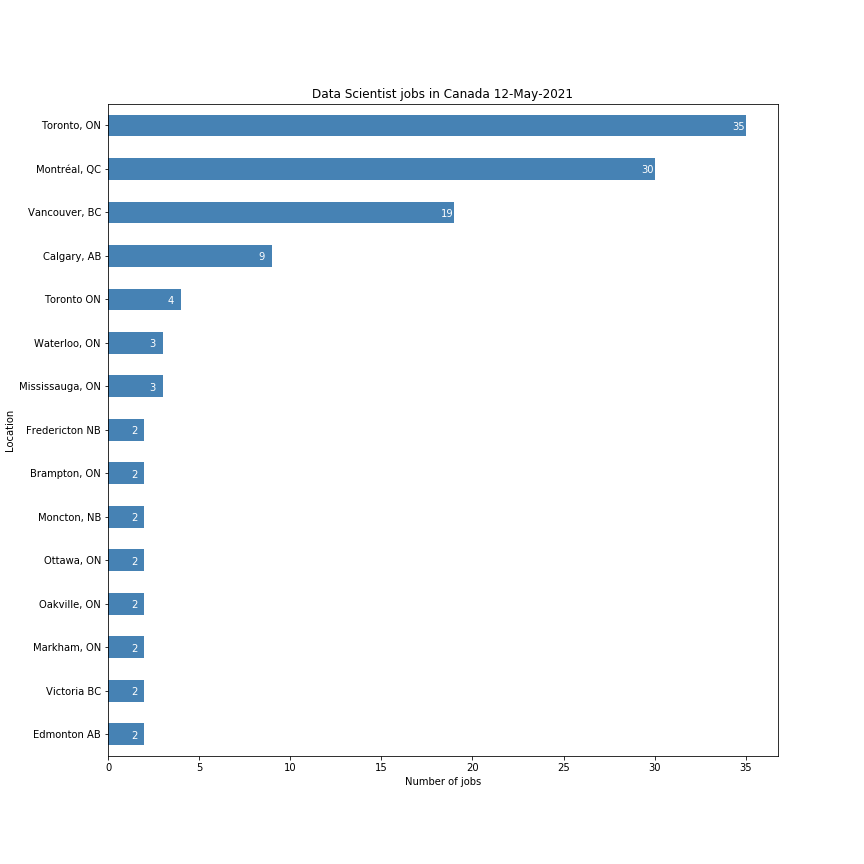 Data Scientist jobs in Canada 12-May-2021
Toronto, ON 35
Montréal, QC 30
Vancouver, BC 19
Calgary, AB 9
Toronto ON 4
Waterloo, ON 3
Mississauga, ON 3
Fredericton NB 2
Brampton, ON 2
Moncton, NB 2
Ottawa, ON 2
Oakville, ON 2
Markham, ON 2
Victoria BC 2
Edmonton AB 2
Location
0 5 10 15 20 25 30 35
Number of jobs